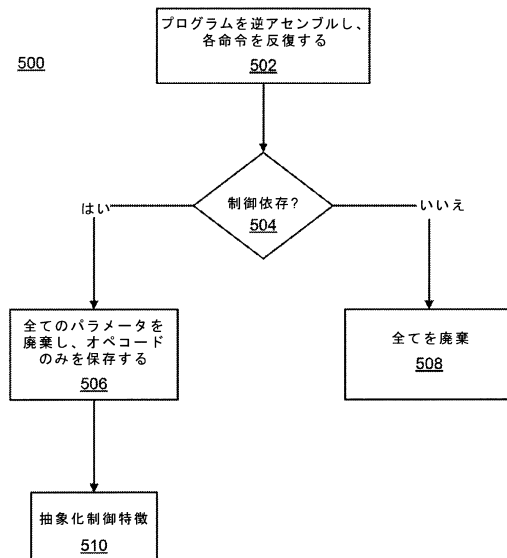 500
プログラムを逆アセンブルし、
各命令を反復する
502
制御依存?
504
はい
いいえ
全てのパラメータを
廃棄し、オペコード
のみを保存する
506
全てを廃棄
508
抽象化制御特徴
510